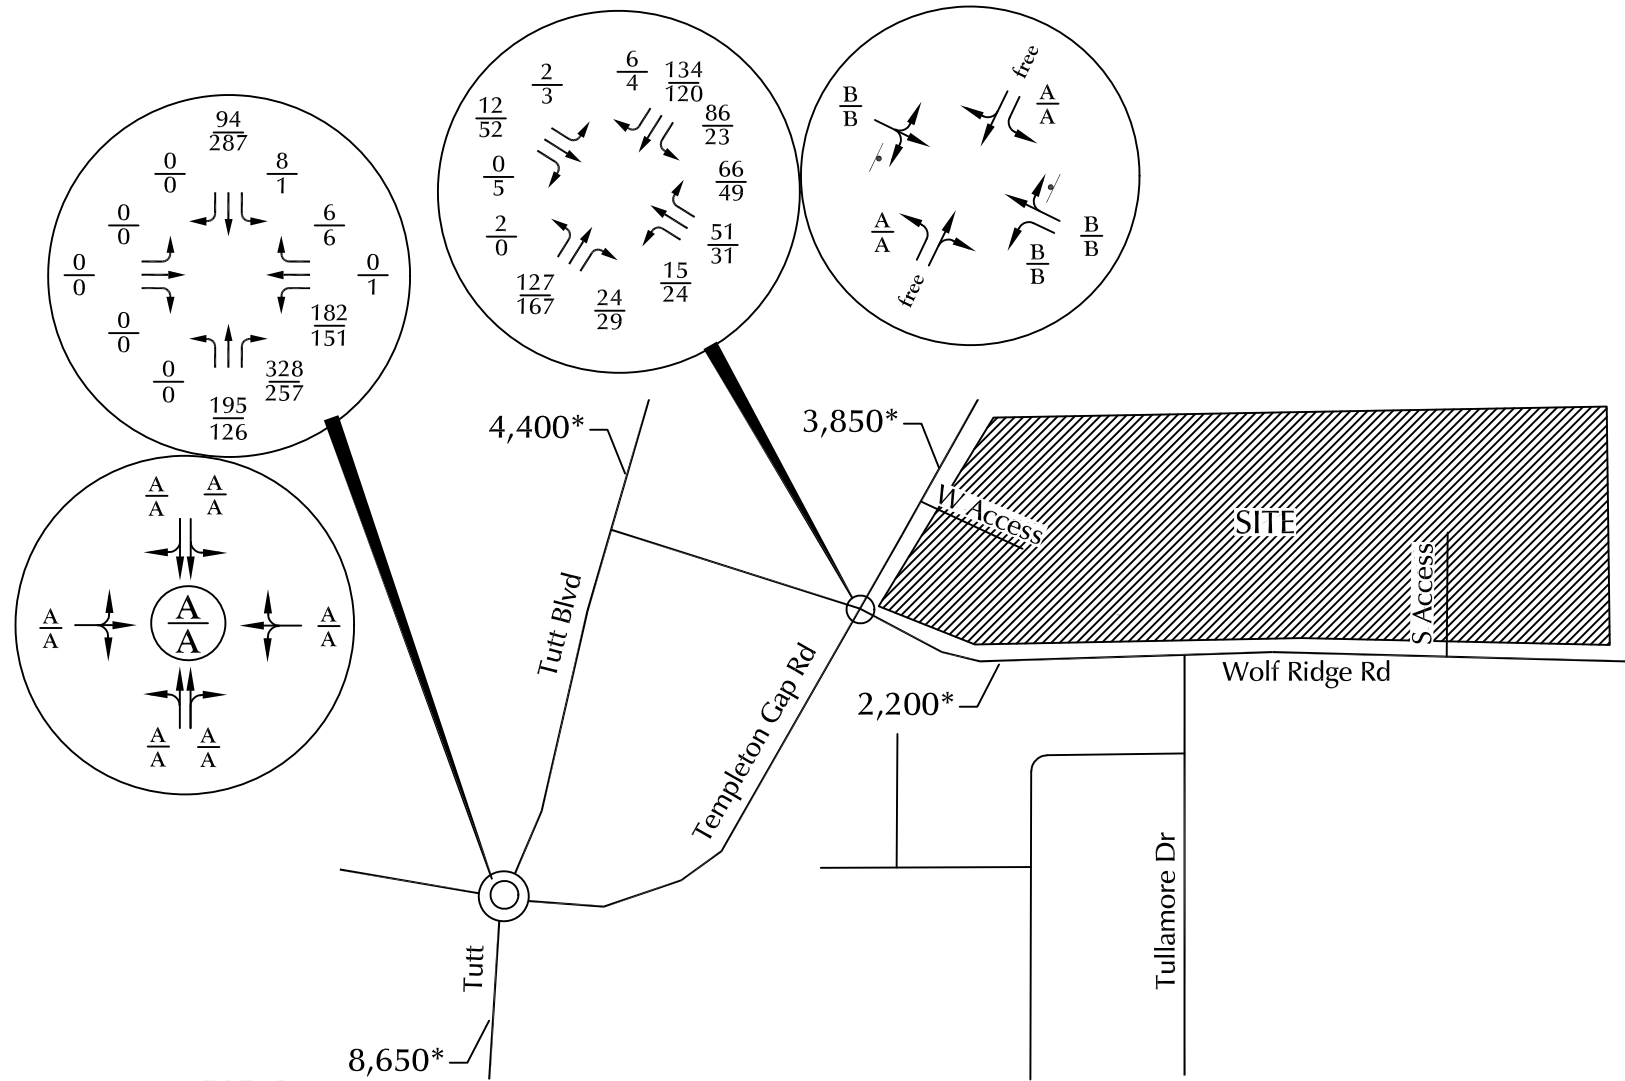 94
287
0
0
8
1
0
0
6
6
0
0
0
1
0
0
182
151
0
0
328
257
195
126
2
3
6
4
134
120
12
52
86
23
0
5
66
49
2
0
51
31
127
167
15
24
24
29
free
B
B
A
A
A
A
B
B
B
B
free
A
A
A
A
A
A
A
A
A
A
A
A
A
A
4,400*
3,850*
W Access
SITE
S Access
Tutt Blvd
Templeton Gap Rd
Wolf Ridge Rd
2,200*
Tullamore Dr
Tutt
8,650*